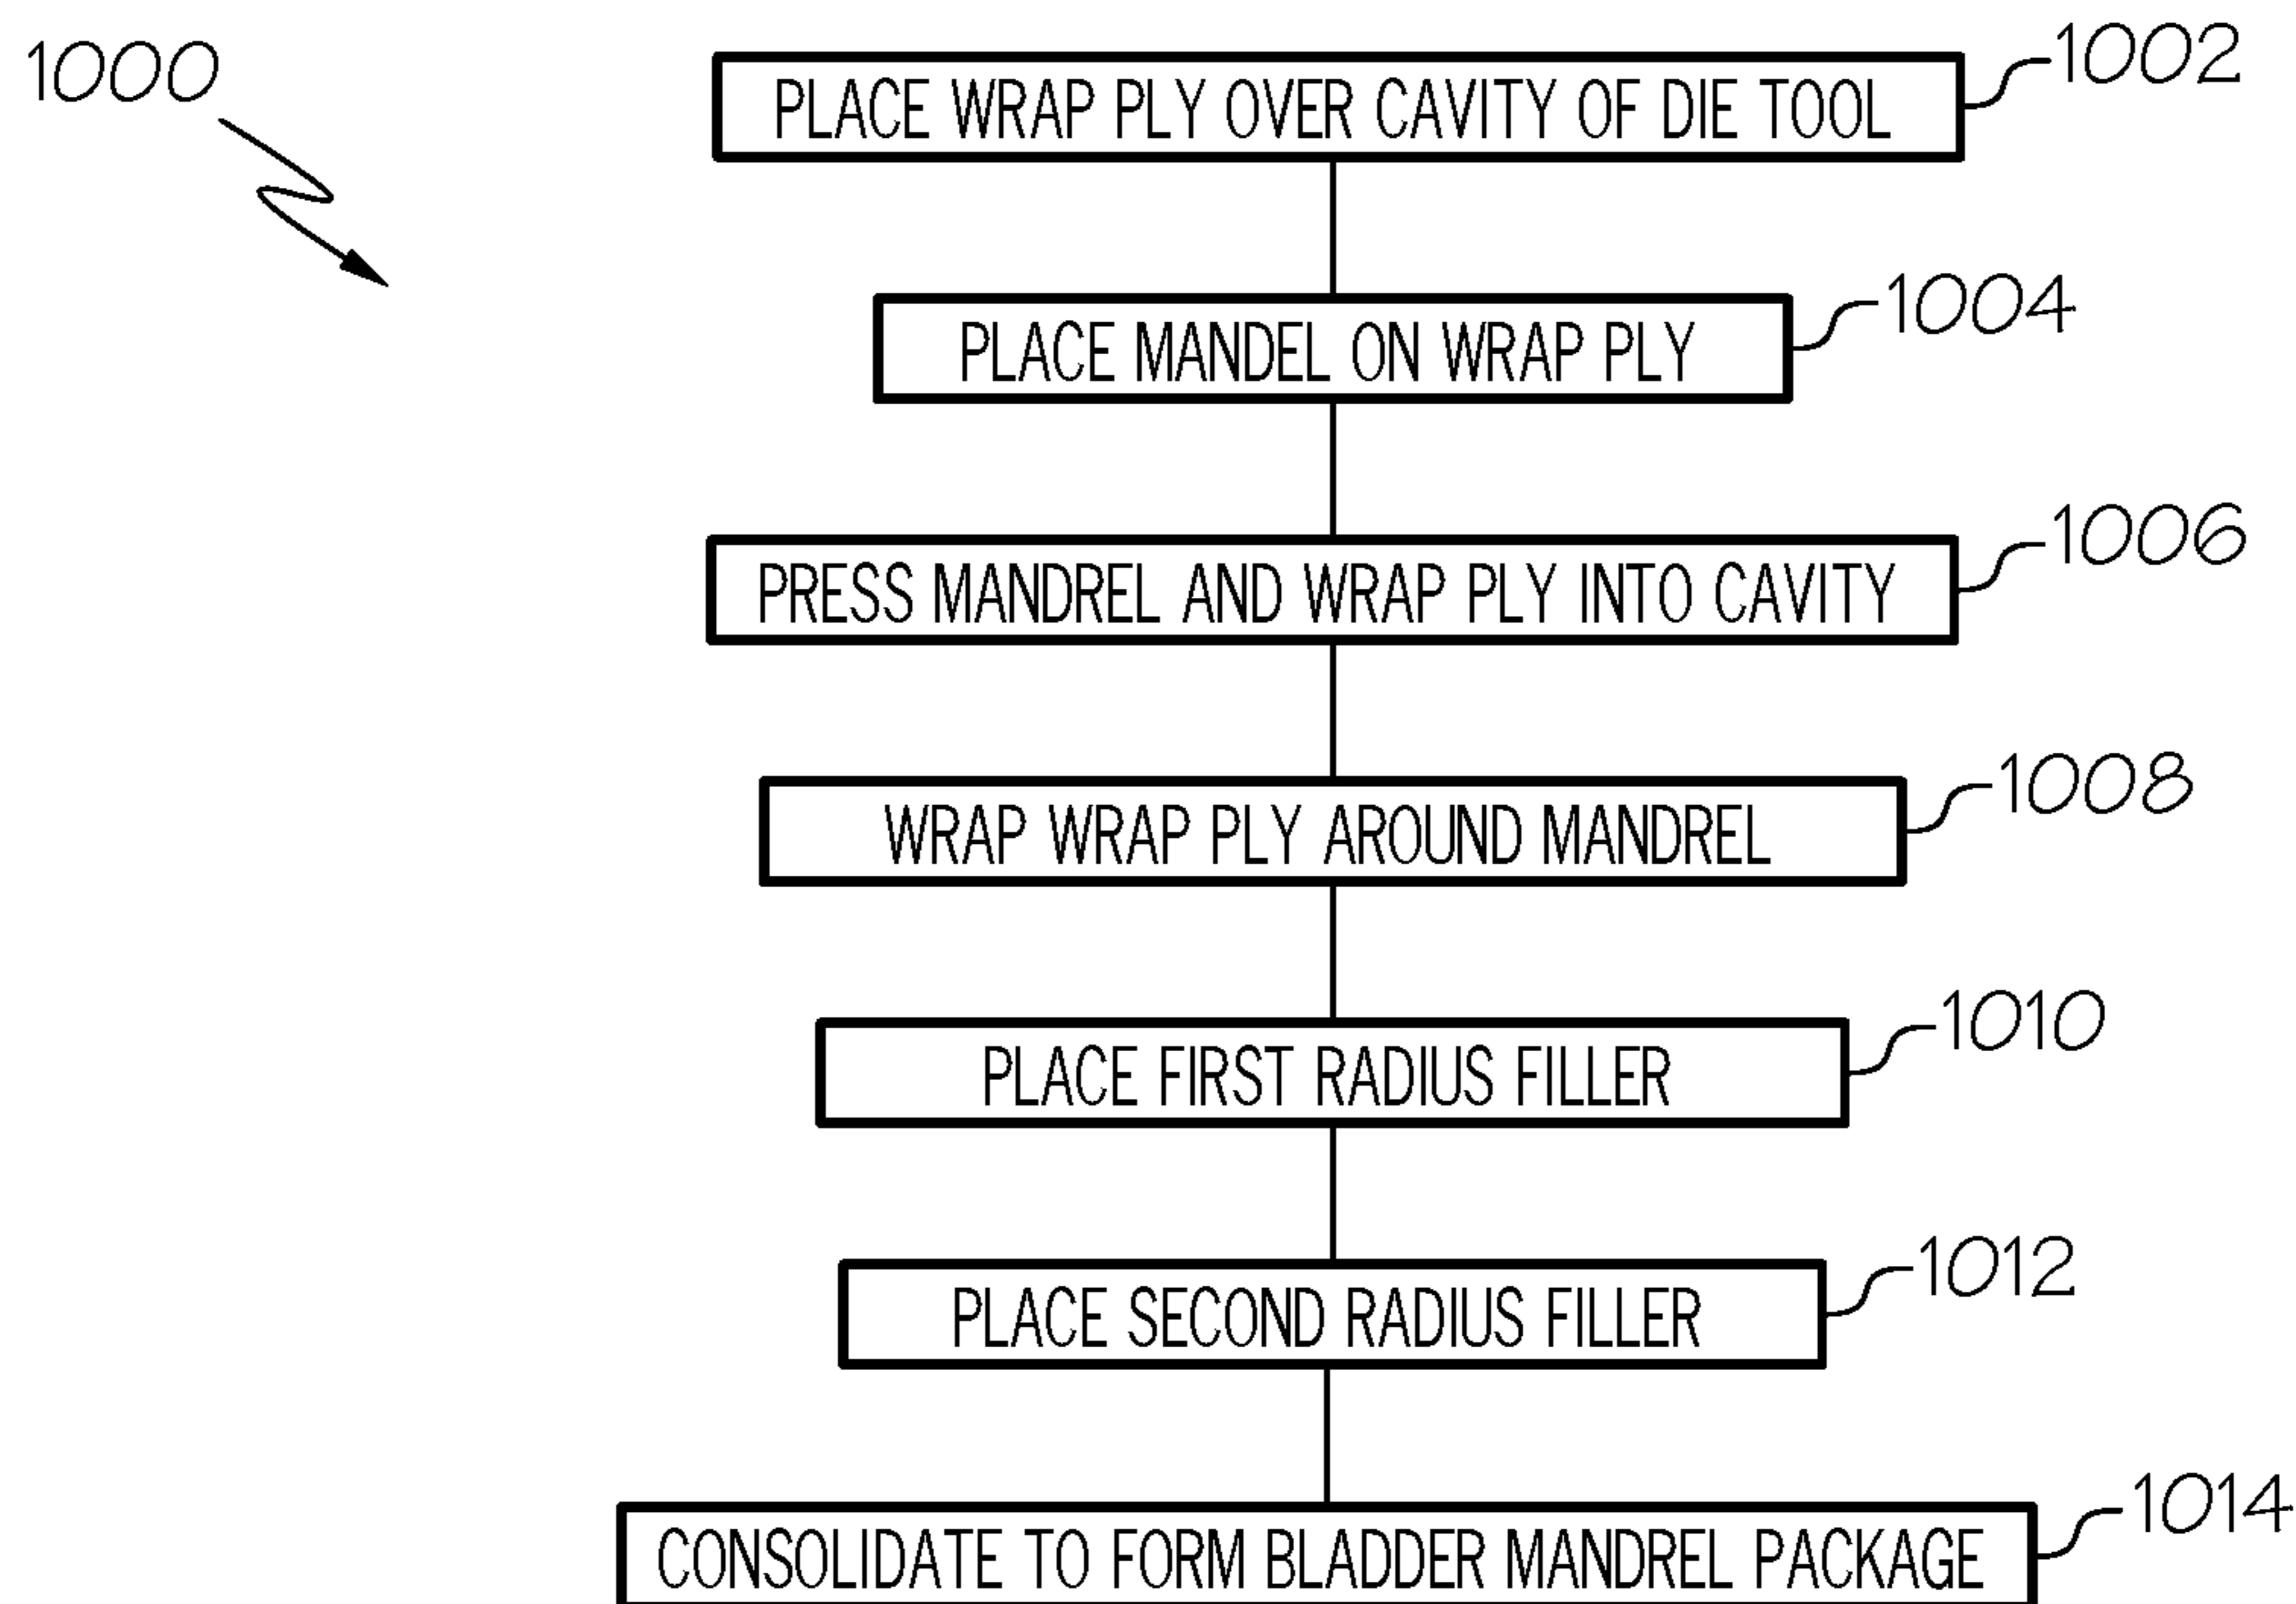 1000
PLACE WRAP PLY OVER CAVITY OF DIE TOOL
1002
PLACE MANDEL ON WRAP PLY
1004
PRESS MANDREL AND WRAP PLY INTO CAVITY
1006
WRAP WRAP PLY AROUND MANDREL
1008
PLACE FIRST RADIUS FILLER
1010
PLACE SECOND RADIUS FILLER
1012
CONSOLIDATE TO FORM BLADDER MANDREL PACKAGE
1014